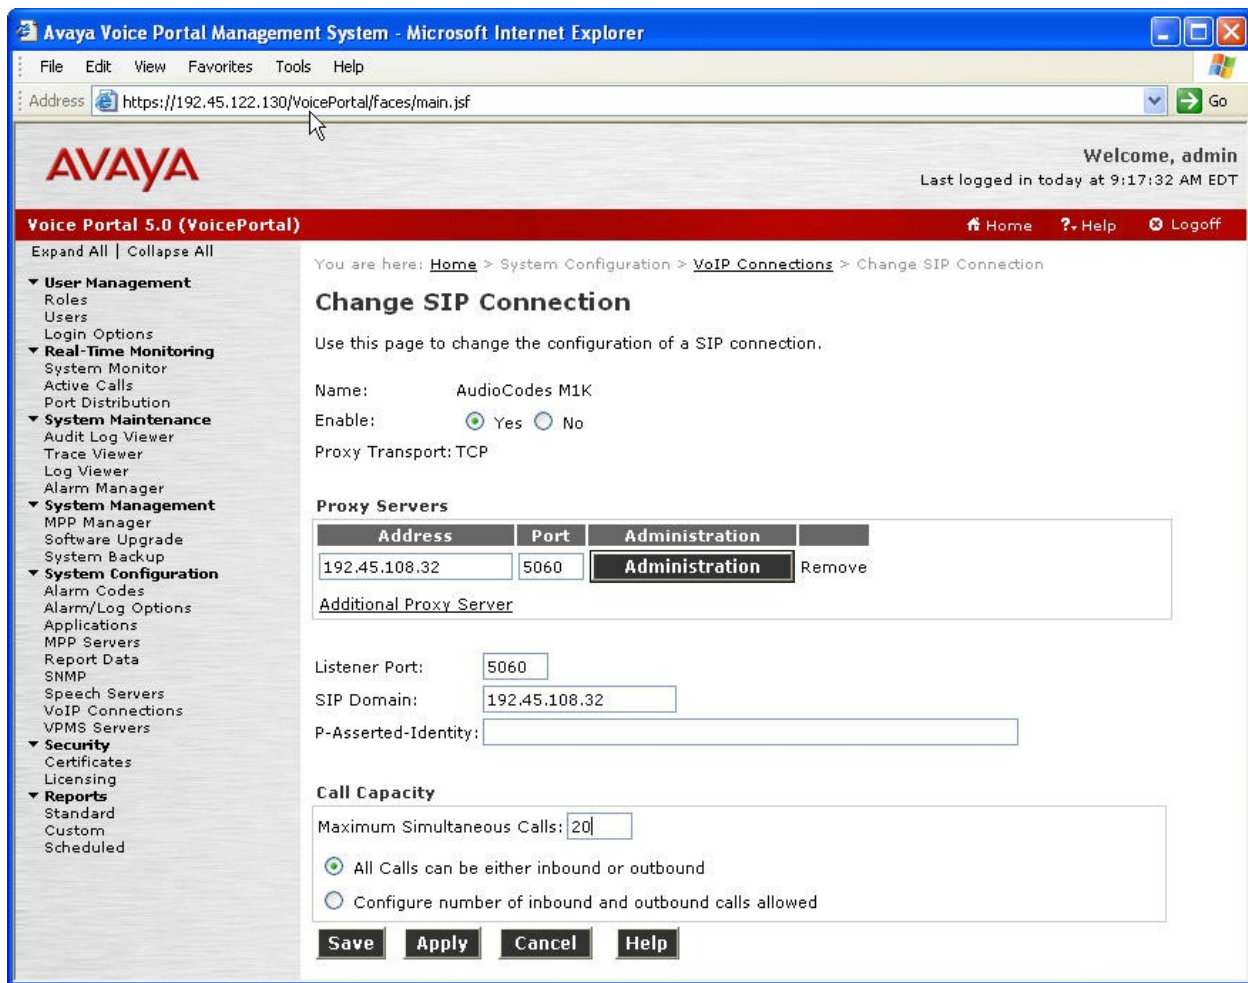 Avaya Voice Portal Management System - Microsoft Internet Explorer
File Edit View Favorites Tools Help
Address https://192.45.122.130/VoicePortal/faces/main.jsf Go
AVAYA
Welcome, admin
Last logged in today at 9:17:32 AM EDT
Voice Portal 5.0 (VoicePortal) Home ? Help Logoff
Expand All | Collapse All
User Management
Roles
Users
Login Options
Real-Time Monitoring
System Monitor
Active Calls
Port Distribution
System Maintenance
Audit Log Viewer
Trace Viewer
Log Viewer
Alarm Manager
System Management
MPP Manager
Software Upgrade
System Backup
System Configuration
Alarm Codes
Alarm/Log Options
Applications
MPP Servers
Report Data
SNMP
Speech Servers
VoIP Connections
VPMS Servers
Security
Certificates
Licensing
Reports
Standard
Custom
Scheduled
You are here: Home > System Configuration > VoIP Connections > Change SIP Connection
Change SIP Connection
Use this page to change the configuration of a SIP connection.
Name: AudioCodes M1K
Enable: Yes No
Proxy Transport: TCP
Proxy Servers
Address Port Administration
192.45.108.32 5060 Administration Remove
Additional Proxy Server
Listener Port: 5060
SIP Domain: 192.45.108.32
P-Asserted-Identity:
Call Capacity
Maximum Simultaneous Calls: 20
All Calls can be either inbound or outbound
Configure number of inbound and outbound calls allowed
Save Apply Cancel Help